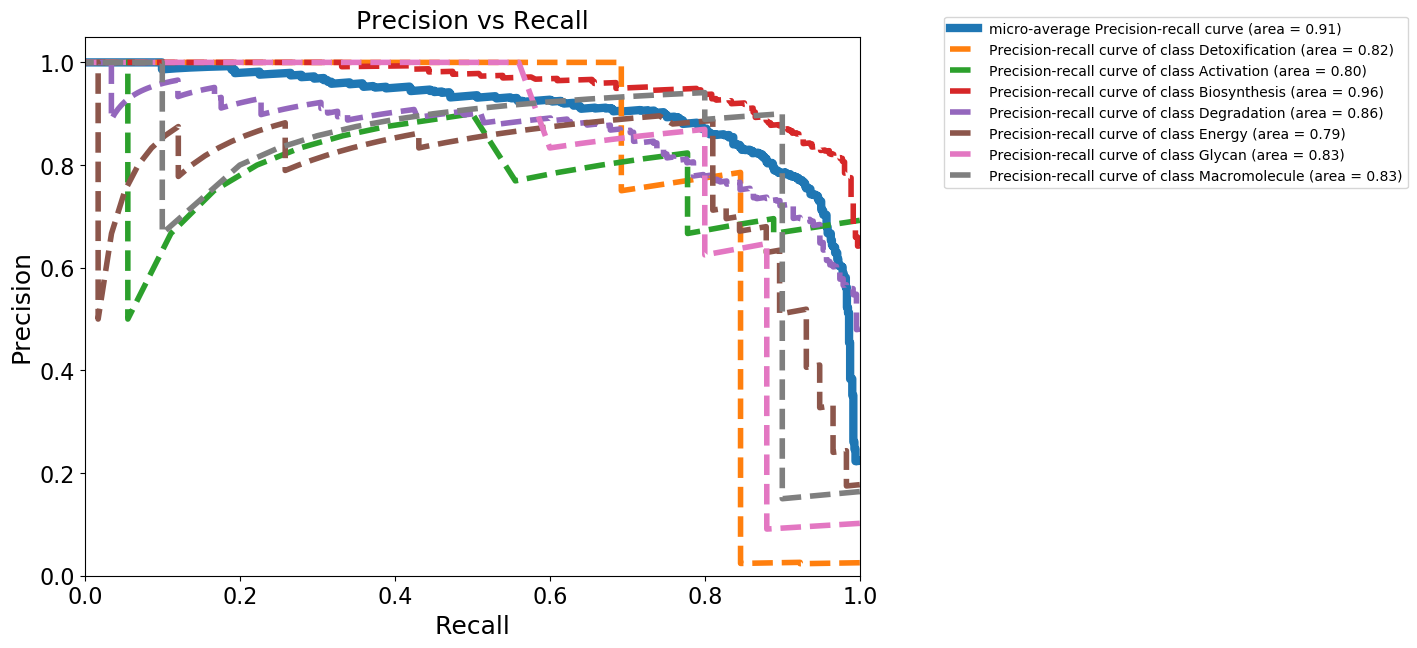 Precision vs Recall
micro-average Precision-recall curve (area = 0.91)
Precision-recall curve of class Detoxification (area = 0.82)
Precision-recall curve of class Activation (area = 0.80)
Precision-recall curve of class Biosynthesis (area = 0.96)
Precision-recall curve of class Degradation (area = 0.86)
Precision-recall curve of class Energy (area = 0.79)
Precision-recall curve of class Glycan (area = 0.83)
Precision-recall curve of class Macromolecule (area = 0.83)
Precision
1.0
0.8
0.6
0.4
0.2
0.0
0.0 0.2 0.4 0.6 0.8 1.0
Recall